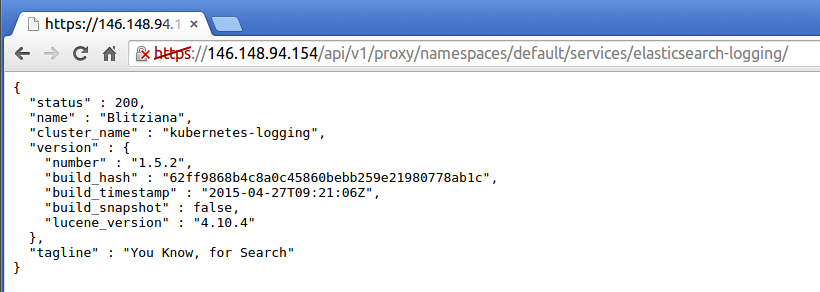 https://146.148.94.1
https://146.148.94.154/api/v1/proxy/namespaces/default/services/elasticsearch-logging/
{
  "status" : 200,
  "name" : "Blitziana",
  "cluster_name" : "kubernetes-logging",
  "version" : {
    "number" : "1.5.2",
    "build_hash" : "62ff9868b4c8a0c45860bebb259e21980778ab1c",
    "build_timestamp" : "2015-04-27T09:21:06Z",
    "build_snapshot" : false,
    "lucene_version" : "4.10.4"
  },
  "tagline" : "You Know, for Search"
}